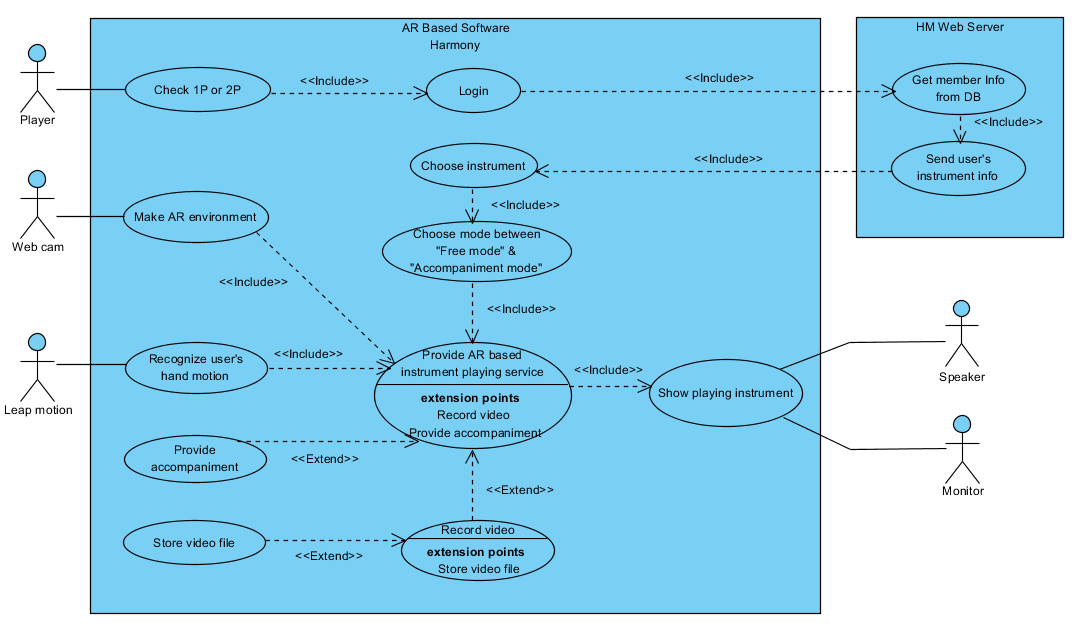 AR Based Software
Harmony
HM Web Server
Player
Check 1P or 2P
<<Include>>
Login
<<Include>>
Get member Info
from DB
<<Include>>
Send user's
instrument info
<<Include>>
Choose instrument
<<Include>>
Web cam
Make AR environment
<<Include>>
Choose mode between
"Free mode" &
"Accompaniment mode"
<<Include>>
Leap motion
Recognize user's
hand motion
<<Include>>
Provide AR based
instrument playing service
extension points
Record video
Provide accompaniment
<<Include>>
Show playing instrument
Speaker
Monitor
Provide
accompaniment
<<Extend>>
<<Extend>>
Store video file
<<Extend>>
Record video
extension points
Store video file